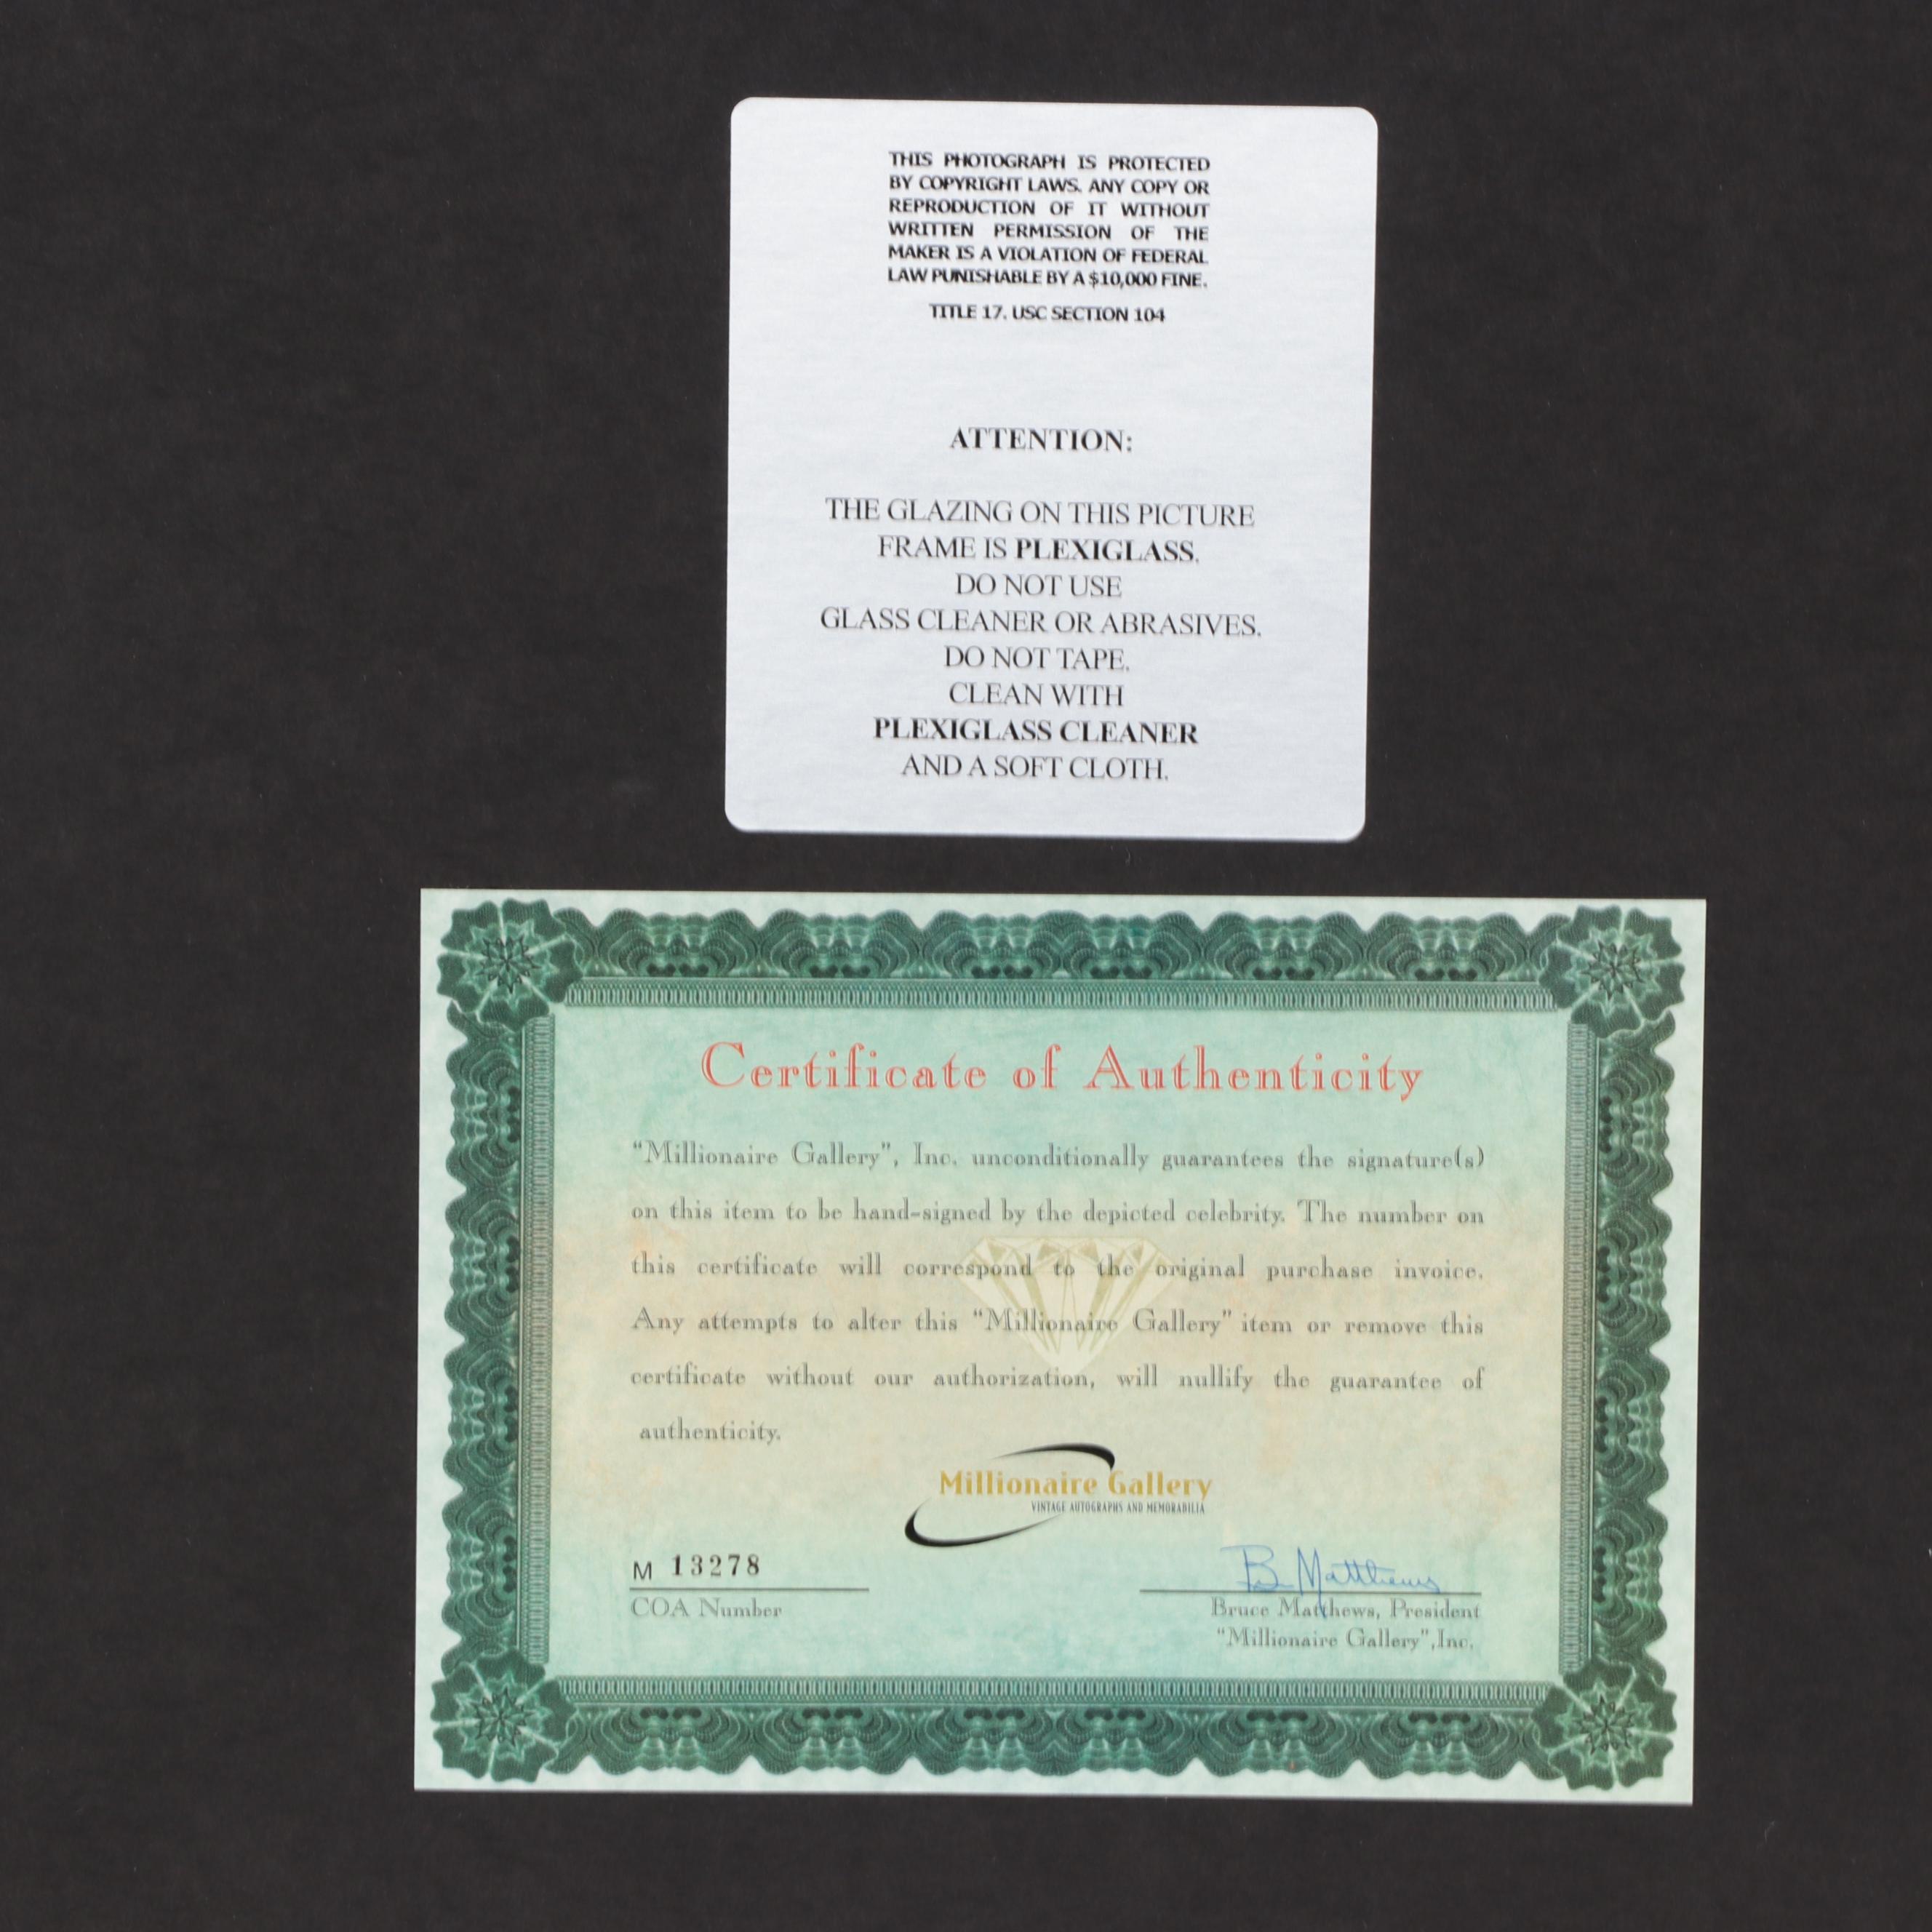 THIS PHOTOGRAPH IS PROTECTED
BY COPYRIGHT LAWS. ANY COPY OR
REPRODUCTION OF IT WITHOUT
WRITTEN PERMISSION OF THE
MAKER IS A VIOLATION OF FEDERAL
LAW PUNISHABLE BY A $10,000 FINE.
TITLE 17. USC SECTION 104
ATTENTION:
THE GLAZING ON THIS PICTURE
FRAME IS PLEXIGLASS.
DO NOT USE
GLASS CLEANER OR ABRASIVES.
DO NOT TAPE.
CLEAN WITH
PLEXIGLASS CLEANER
AND A SOFT CLOTH.
Certificate of Authenticity
“Millionaire Gallery”, Inc. unconditionally guarantees the signature(s)
on this item to be hand-signed by the depicted celebrity. The number on
this certificate will correspond to the original purchase invoice.
Any attempts to alter this “Millionaire Gallery” item or remove this
certificate without our authorization, will nullify the guarantee of
authenticity.
Millionaire Gallery
VINTAGE AUTOGRAPHS AND MEMORABILIA
M 13278
COA Number
B Matthews
Bruce Matthews, President
"Millionaire Gallery",Inc.